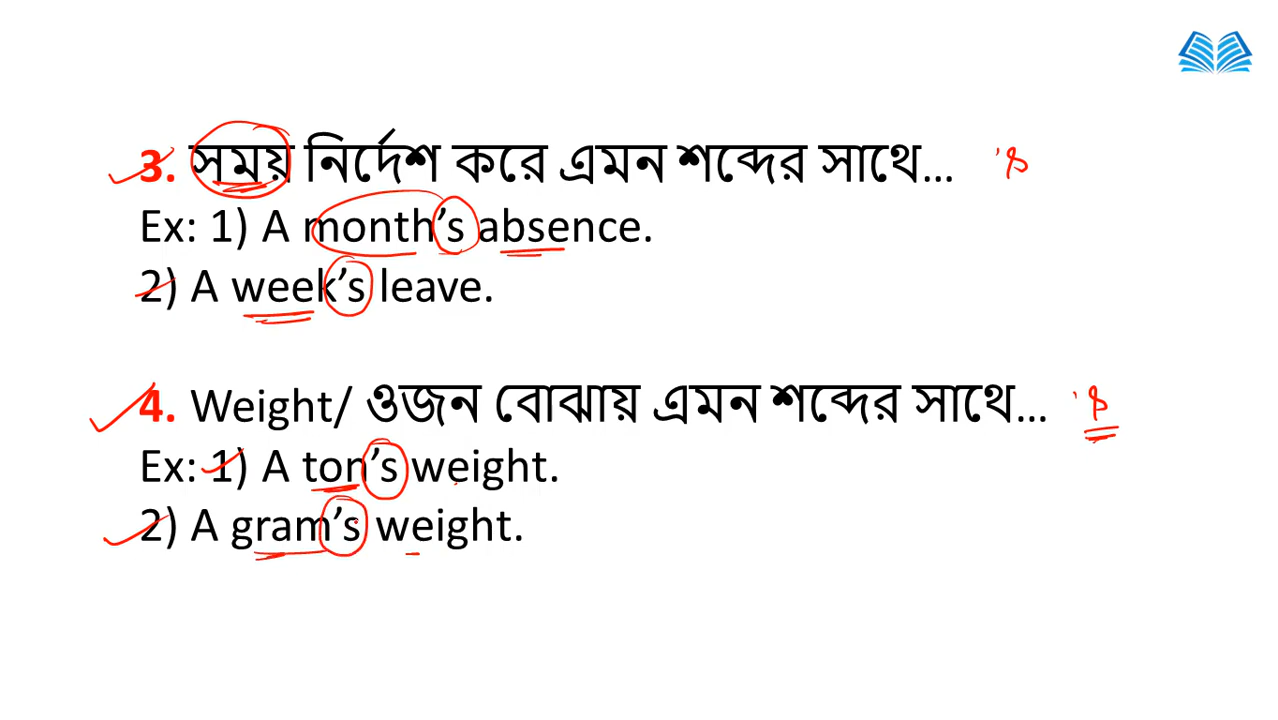 3. সময় নির্দেশ করে এমন শব্দের সাথে... 's
Ex: 1) A month’s absence.
2) A week’s leave.
4. Weight/ ওজন বোঝায় এমন শব্দের সাথে... 's
Ex: 1) A ton’s weight.
2) A gram’s weight.